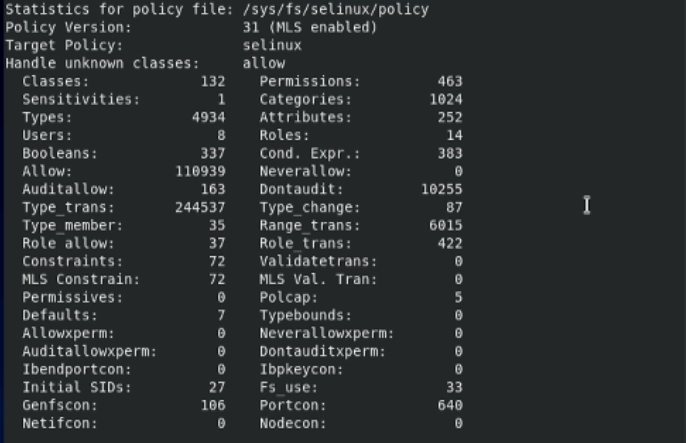 Statistics for policy file: /sys/fs/selinux/policy
Policy Version:             31 (MLS enabled)
Target Policy:              selinux
Handle unknown classes:     allow
  Classes:             132    Permissions:         463
  Sensitivities:         1    Categories:         1024
  Types:              4934    Attributes:          252
  Users:                 8    Roles:                14
  Booleans:            337    Cond. Expr.:         383
  Allow:            110939    Neverallow:            0
  Auditallow:          163    Dontaudit:         10255
  Type_trans:       244537    Type_change:          87
  Type_member:          35    Range_trans:        6015
  Role allow:           37    Role_trans:          422
  Constraints:          72    Validatetrans:         0
  MLS Constrain:        72    MLS Val. Tran:         0
  Permissives:           0    Polcap:                5
  Defaults:              7    Typebounds:            0
  Allowxperm:            0    Neverallowxperm:       0
  Auditallowxperm:       0    Dontauditxperm:        0
  Ibendportcon:          0    Ibpkeycon:             0
  Initial SIDs:         27    Fs_use:               33
  Genfscon:            106    Portcon:             640
  Netifcon:              0    Nodecon:               0